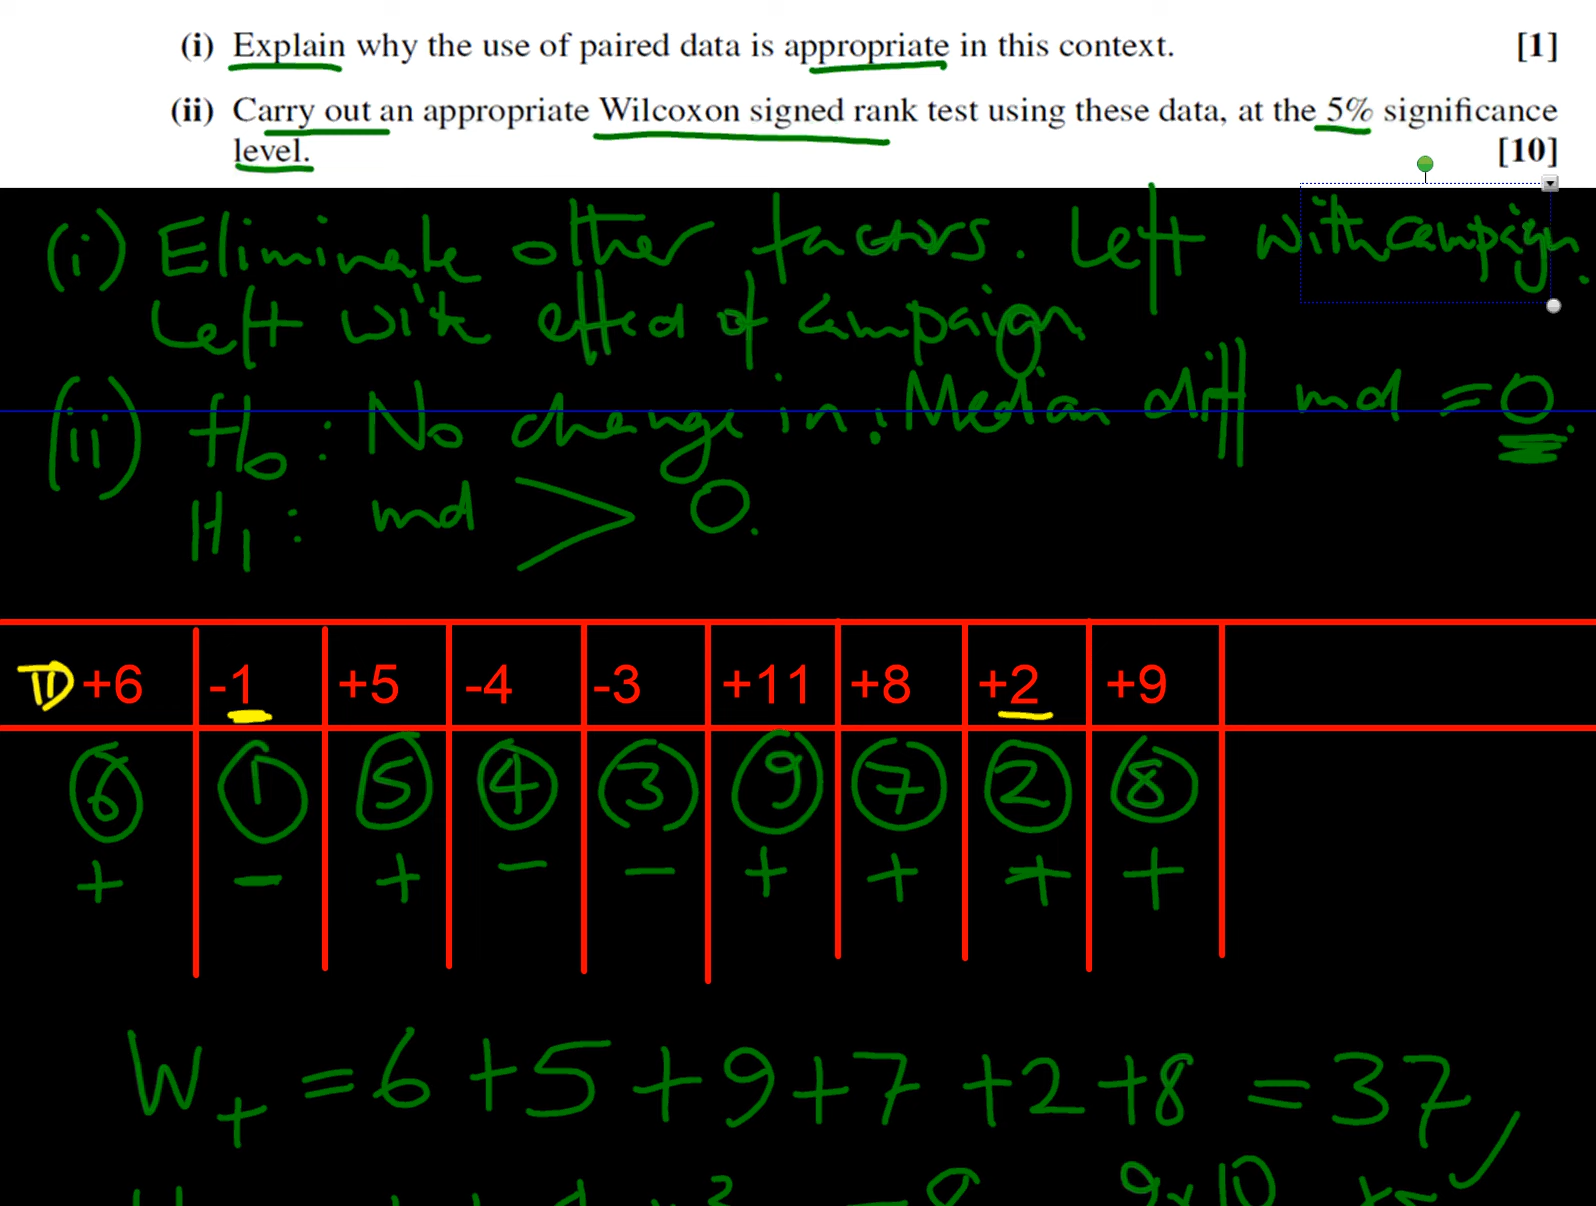 (i) Explain why the use of paired data is appropriate in this context. [1]
(ii) Carry out an appropriate Wilcoxon signed rank test using these data, at the 5% significance
level. [10]
(i) Eliminate other factors. Left with campaign.
Left with effect of campaign
(ii) H0 : No change in : Median diff md = 0.
H1 : md > 0.
D +6 -1 +5 -4 -3 +11 +8 +2 +9
6 1 5 4 3 9 7 2 8
+ - + - - + + + +
W+ = 6 + 5 + 9 + 7 + 2 + 8 = 37
9 x 10